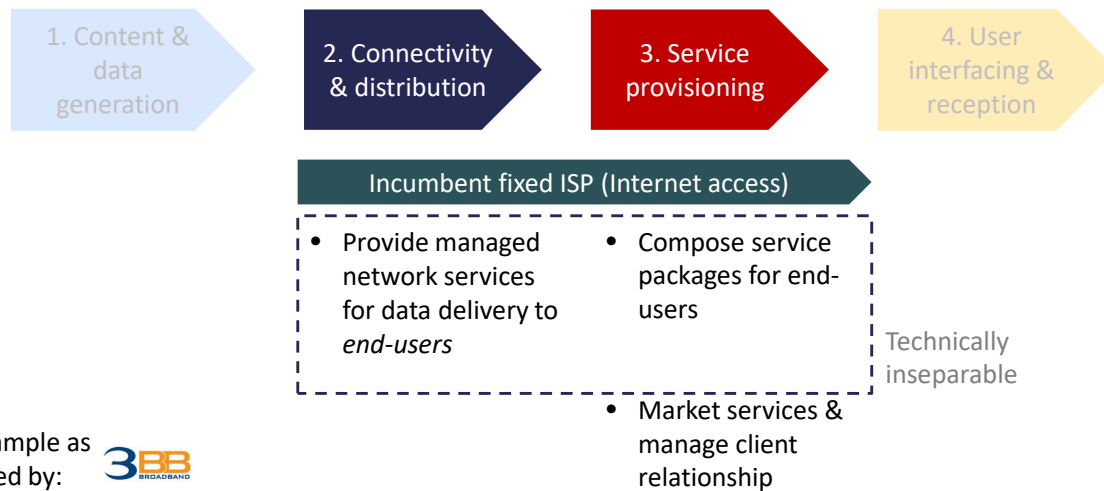 1. Content &
data
generation
2. Connectivity
& distribution
3. Service
provisioning
4. User
interfacing &
reception
Incumbent fixed ISP (Internet access)
• Provide managed
network services
for data delivery to
end-users
• Compose service
packages for end-
users
Technically
inseparable
• Market services &
manage client
relationship
ample as
ed by:
3BB
BROADBAND